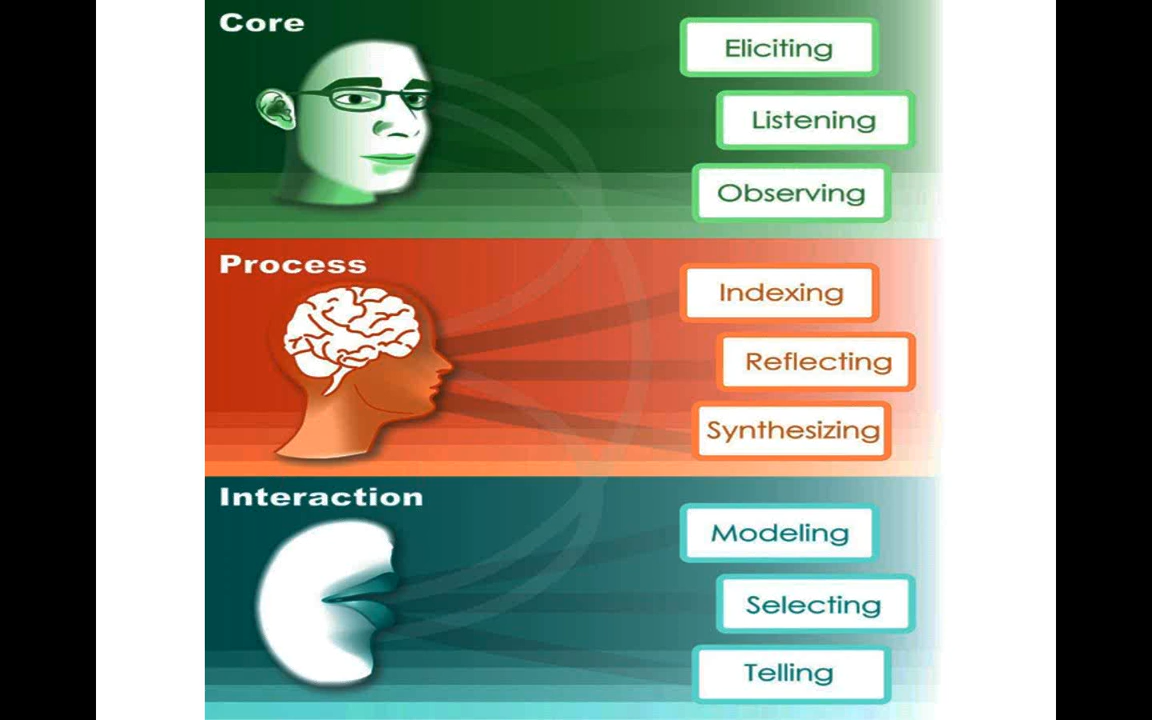 Core
Eliciting
Listening
Observing
Process
Indexing
Reflecting
Synthesizing
Interaction
Modeling
Selecting
Telling